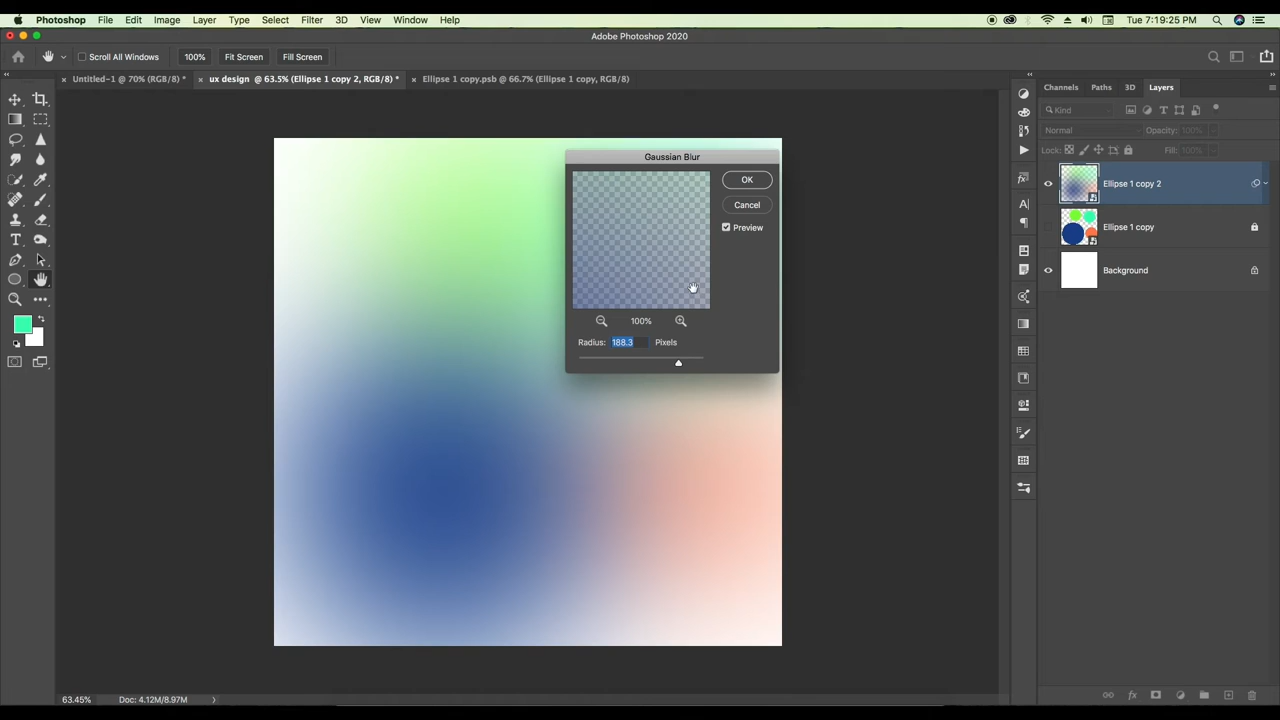 Photoshop File Edit Image Layer Type Select Filter 3D View Window Help Tue 7:19:25 PM
Adobe Photoshop 2020
Scroll All Windows 100% Fit Screen Fill Screen
Untitled-1 @ 70% (RGB/8) * ux design @ 63.5% (Ellipse 1 copy 2, RGB/8) * Ellipse 1 copy.psb @ 66.7% (Ellipse 1 copy, RGB/8)
Channels Paths 3D Layers
Kind
Normal Opacity: 100%
Lock: Fill: 100%
Ellipse 1 copy 2
Ellipse 1 copy
Background
Gaussian Blur
OK
Cancel
Preview
100%
Radius: 188.3 Pixels
63.45% Doc: 4.12M/8.97M